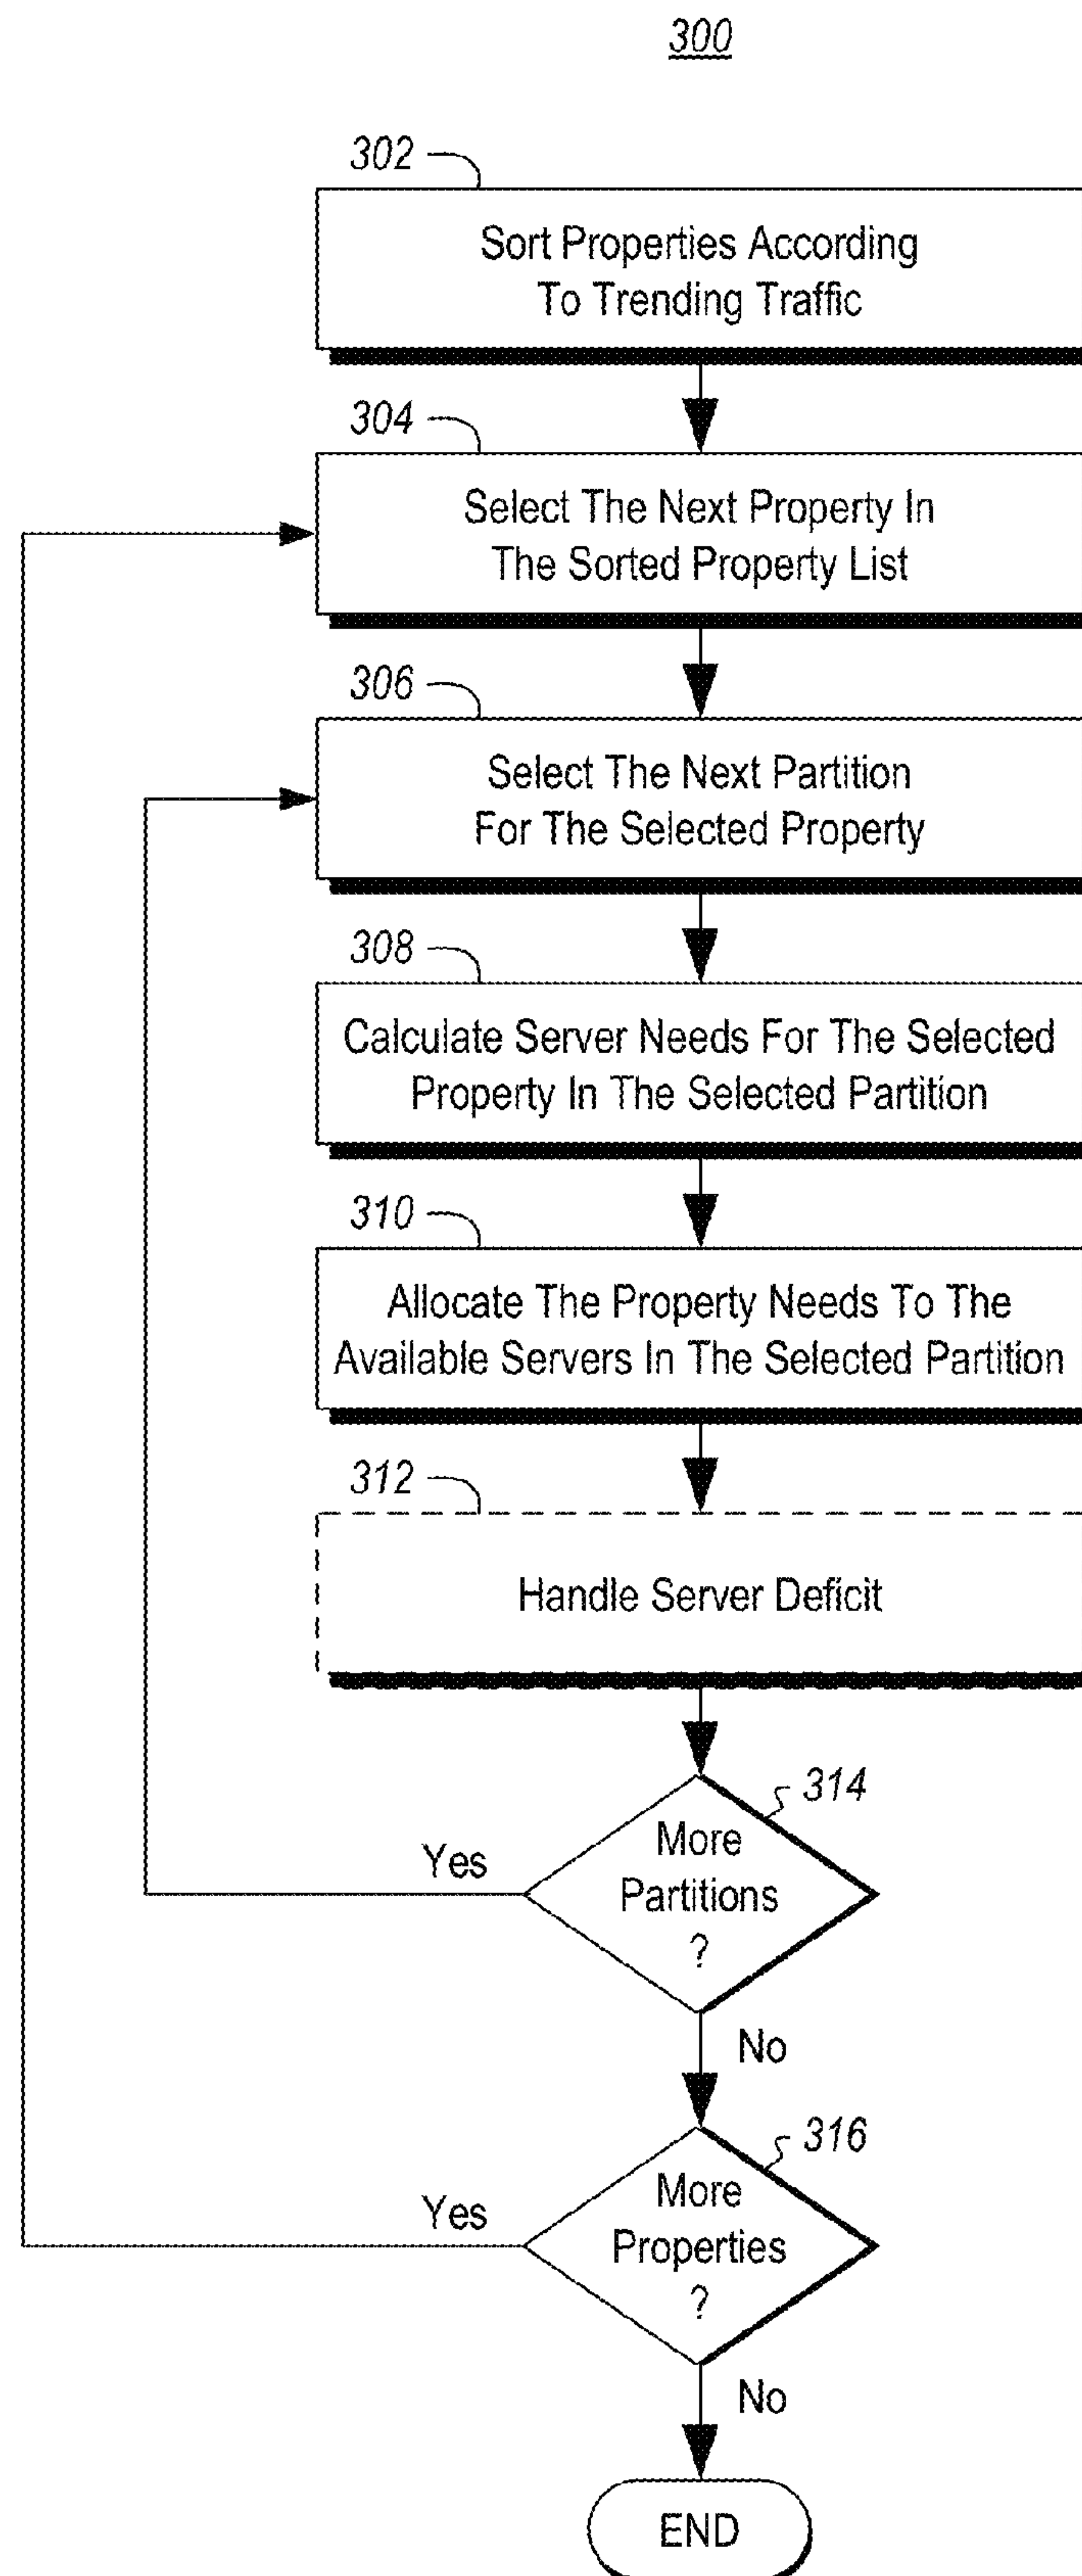 300
302
Sort Properties According
To Trending Traffic
304
Select The Next Property In
The Sorted Property List
306
Select The Next Partition
For The Selected Property
308
Calculate Server Needs For The Selected
Property In The Selected Partition
310
Allocate The Property Needs To The
Available Servers In The Selected Partition
312
Handle Server Deficit
314
More
Partitions
?
Yes
No
316
More
Properties
?
Yes
No
END